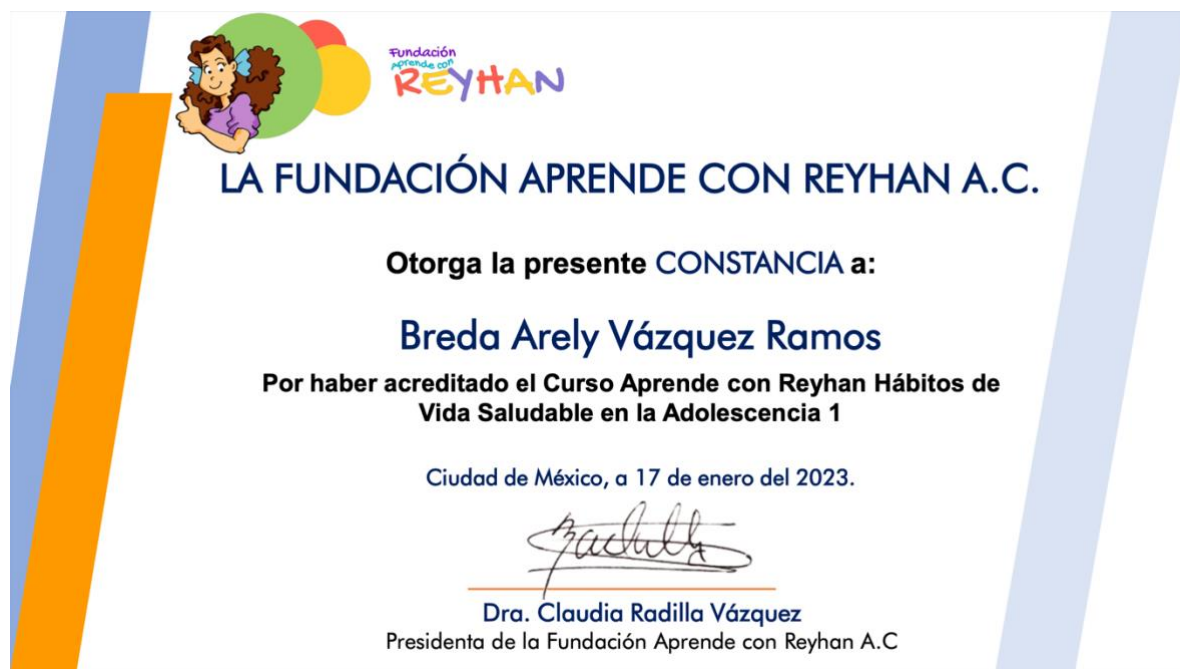 Fundación
aprende con
REYHAN
LA FUNDACIÓN APRENDE CON REYHAN A.C.
Otorga la presente CONSTANCIA a:
Breda Arely Vázquez Ramos
Por haber acreditado el Curso Aprende con Reyhan Hábitos de
Vida Saludable en la Adolescencia 1
Ciudad de México, a 17 de enero del 2023.
Dra. Claudia Radilla Vázquez
Presidenta de la Fundación Aprende con Reyhan A.C